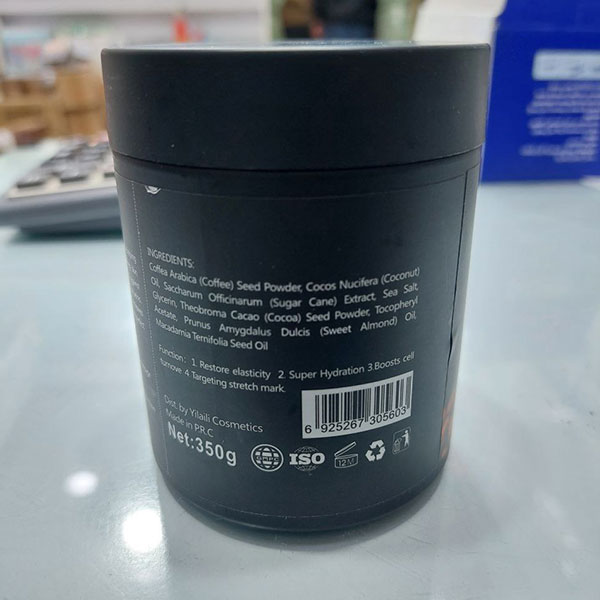 INGREDIENTS:
Coffea Arabica (Coffee) Seed Powder, Cocos Nucifera (Coconut)
Oil, Saccharum Officinarum (Sugar Cane) Extract, Sea Salt,
Glycerin, Theobroma Cacao (Cocoa) Seed Powder, Tocopheryl
Acetate, Prunus Amygdalus Dulcis (Sweet Almond) Oil,
Macadamia Ternifolia Seed Oil
Function: 1. Restore elasticity 2. Super Hydration 3.Boosts cell
turnove 4.Targeting stretch mark.
Dist. by Yilaili Cosmetics
Made in P.R.C
Net:350g
6 925267 305603
GMPC
ISO
12M